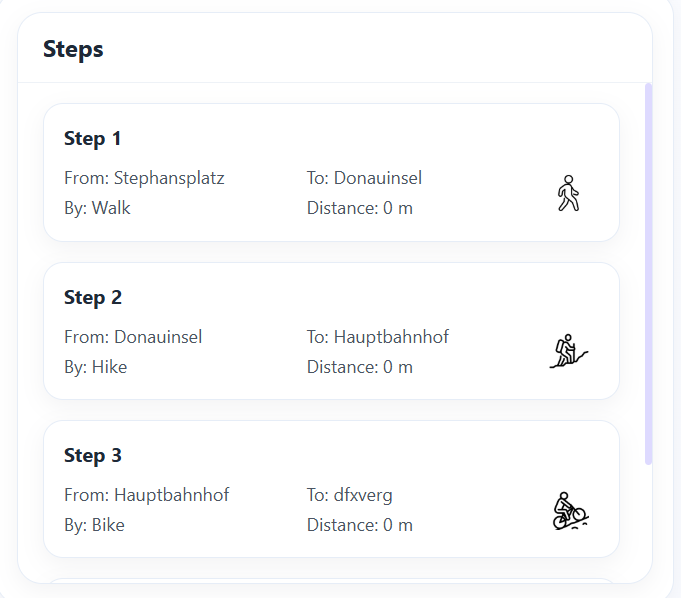 Steps
Step 1
From: Stephansplatz To: Donauinsel
By: Walk Distance: 0 m
Step 2
From: Donauinsel To: Hauptbahnhof
By: Hike Distance: 0 m
Step 3
From: Hauptbahnhof To: dfxverg
By: Bike Distance: 0 m